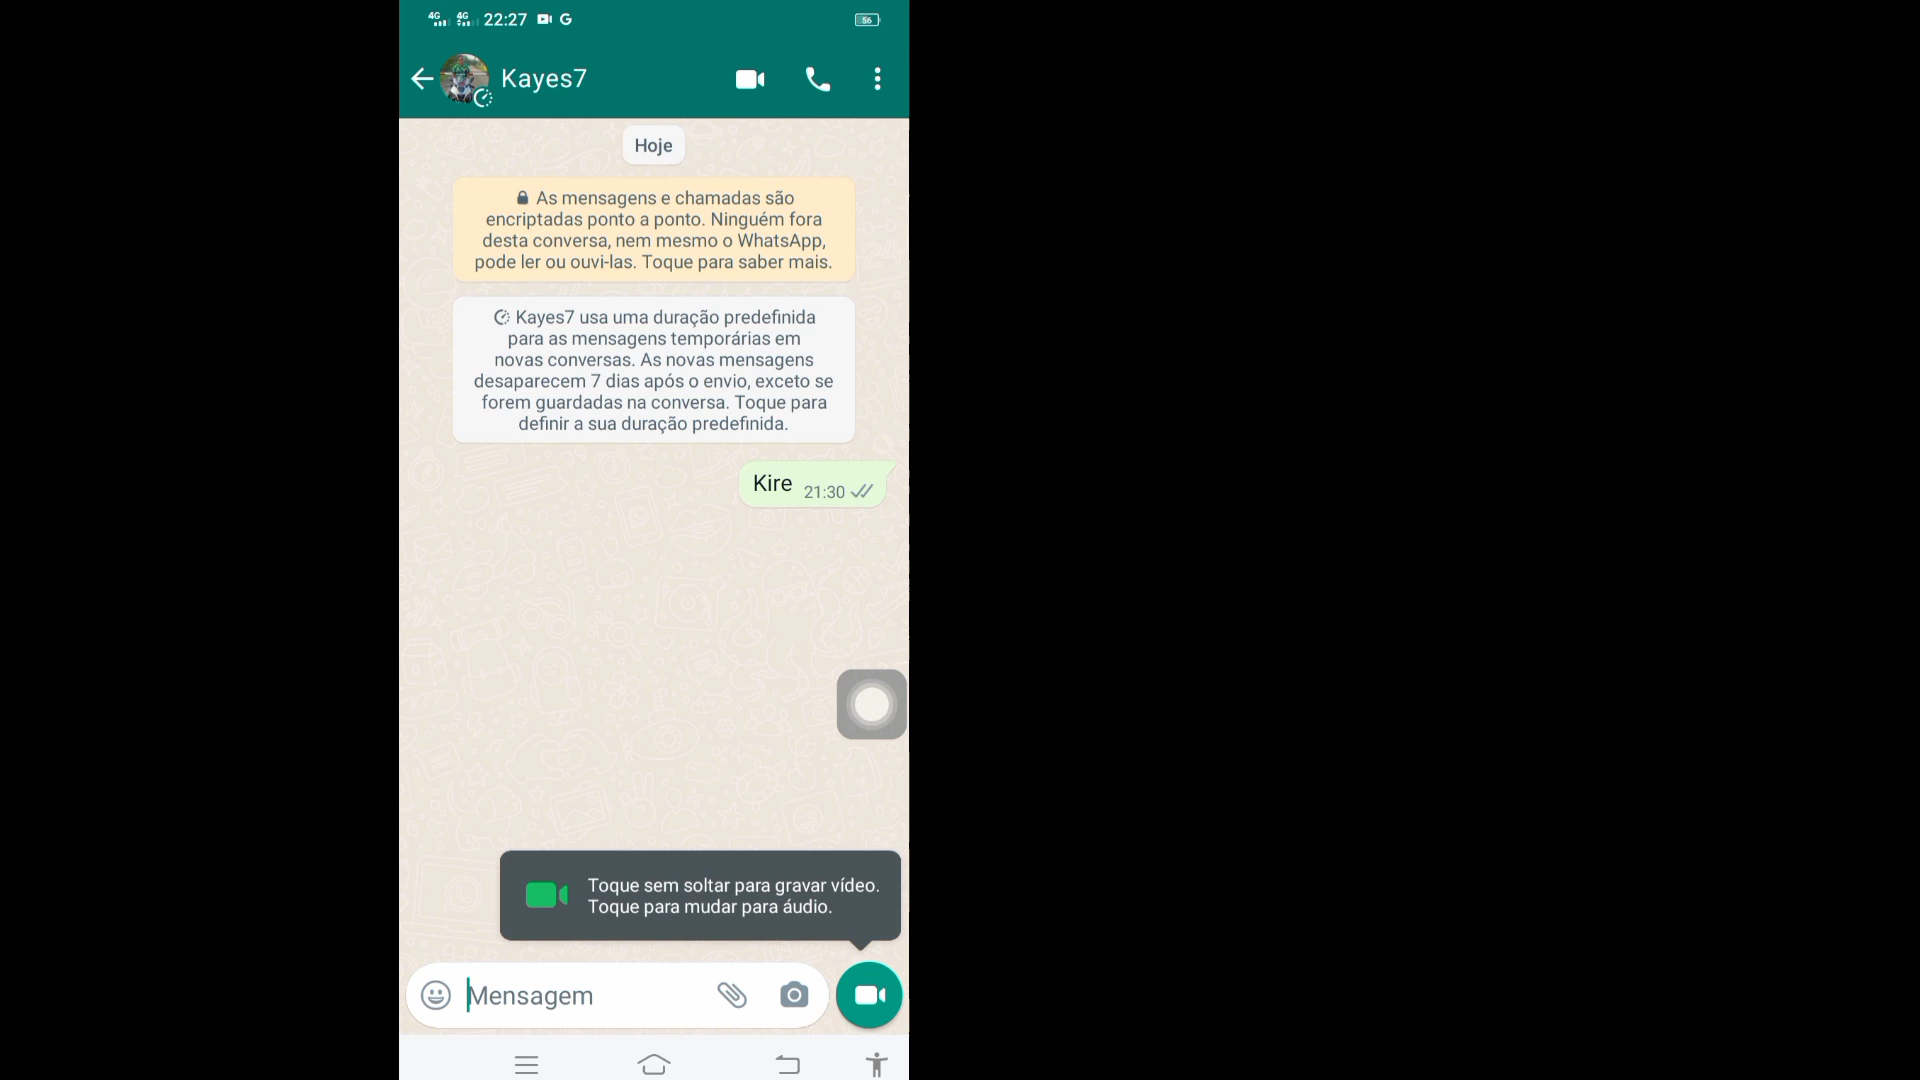 4G 4G 22:27 G 56
Kayes7
Hoje
As mensagens e chamadas são
encriptadas ponto a ponto. Ninguém fora
desta conversa, nem mesmo o WhatsApp,
pode ler ou ouvi-las. Toque para saber mais.
Kayes7 usa uma duração predefinida
para as mensagens temporárias em
novas conversas. As novas mensagens
desaparecem 7 dias após o envio, exceto se
forem guardadas na conversa. Toque para
definir a sua duração predefinida.
Kire 21:30
Toque sem soltar para gravar vídeo.
Toque para mudar para áudio.
Mensagem